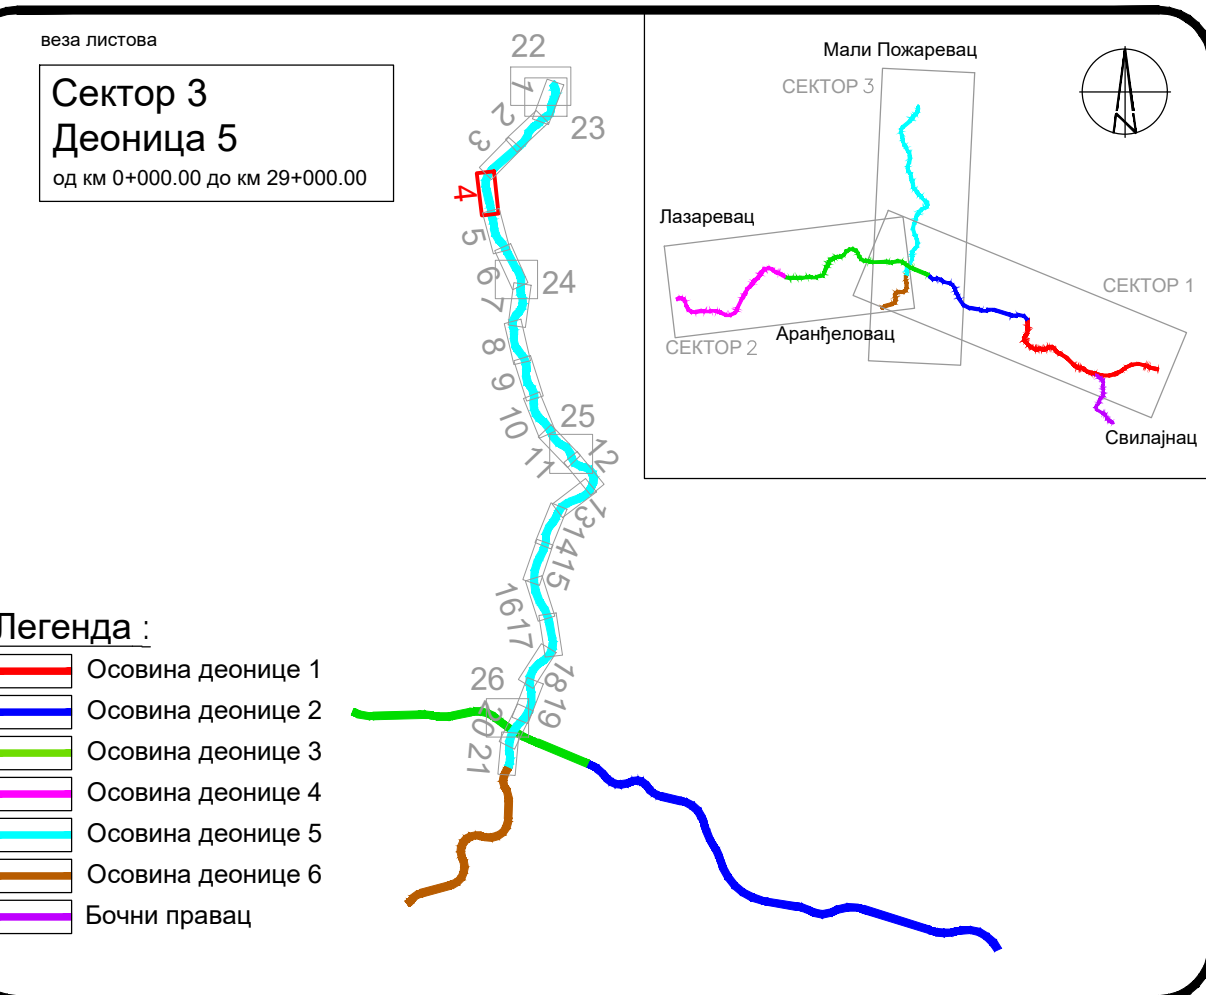 веза листова
Сектор 3
Деоница 5
од км 0+000.00 до км 29+000.00
22
1
2
23
3
4
5
6
24
7
8
9
10
25
11
12
13
14
15
16
17
18
19
26
20
21
Мали Пожаревац
СЕКТОР 3
N
Лазаревац
СЕКТОР 1
Аранђеловац
СЕКТОР 2
Свилајнац
Легенда :
Осовина деонице 1
Осовина деонице 2
Осовина деонице 3
Осовина деонице 4
Осовина деонице 5
Осовина деонице 6
Бочни правац